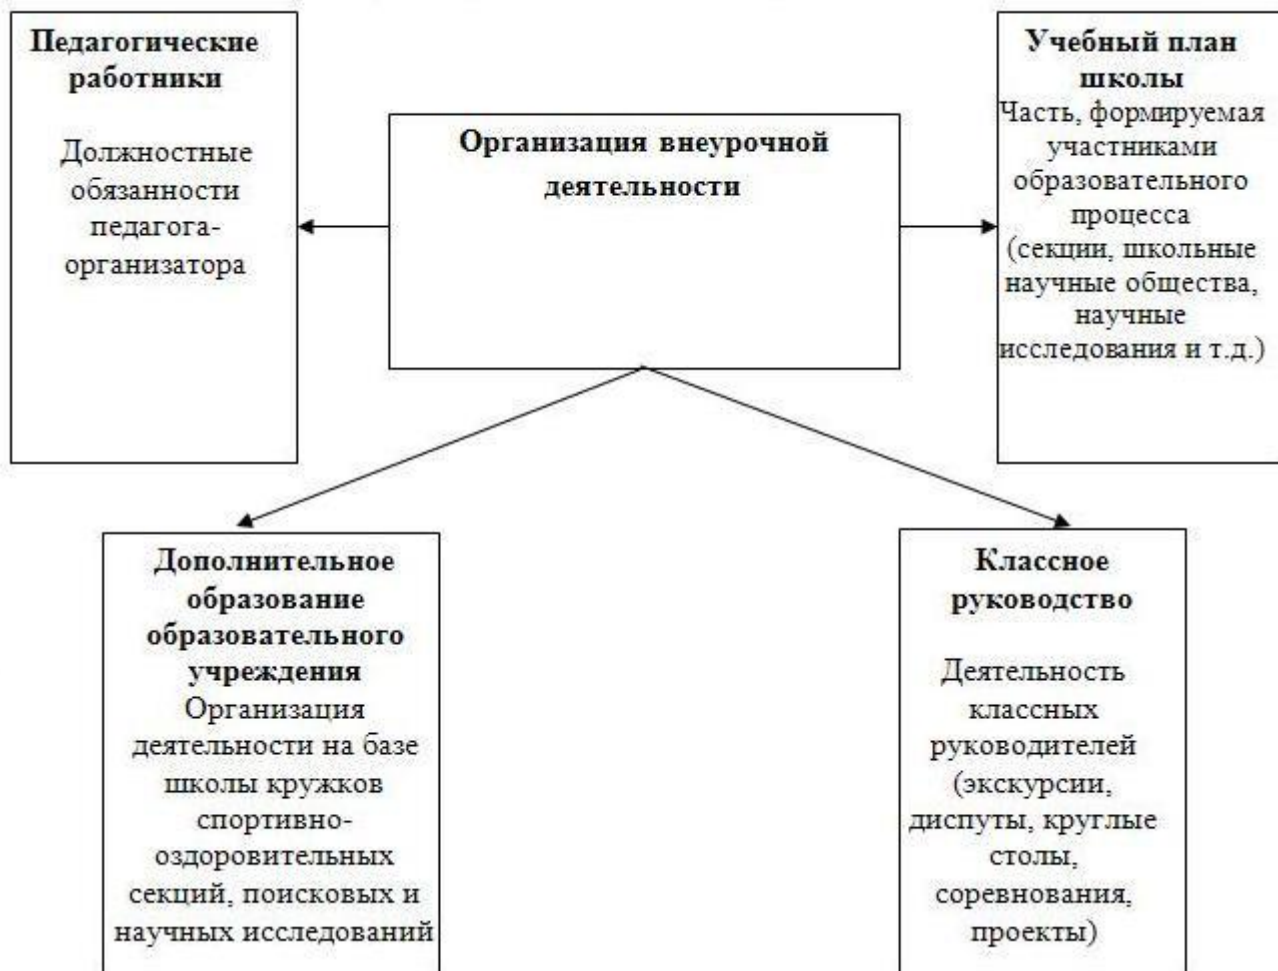 Педагогические
работники
Должностные
обязанности
педагога-
организатора
Организация внеурочной
деятельности
Учебный план
школы
Часть, формируемая
участниками
образовательного
процесса
(секции, школьные
научные общества,
научные
исследования и т.д.)
Дополнительное
образование
образовательного
учреждения
Организация
деятельности на базе
школы кружков
спортивно-
оздоровительных
секций, поисковых и
научных исследований
Классное
руководство
Деятельность
классных
руководителей
(экскурсии,
диспуты, круглые
столы,
соревнования,
проекты)